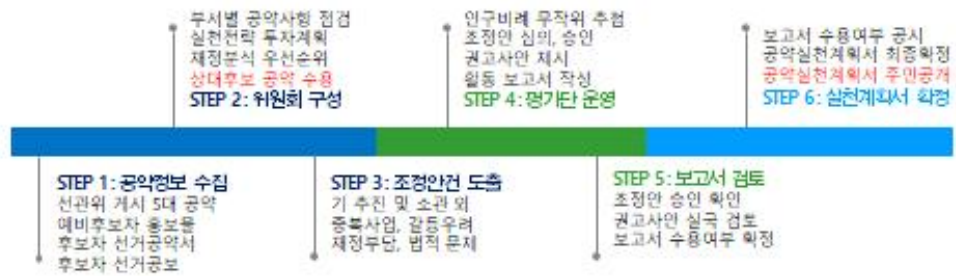 부서별 공약사항 점검
실천전략 투자계획
재정분석 우선순위
상대후보 공약 수용
STEP 2: 위원회 구성
인구비례 무작위 추첨
조정안 심의, 승인
권고사안 제시
활동 보고서 작성
STEP 4: 평가단 운영
보고서 수용여부 공시
공약실천계획서 최종확정
공약실천계획서 주민공개
STEP 6: 실천계획서 확정
STEP 1: 공약정보 수집
선관위 게시 5대 공약
예비후보자 홍보물
후보자 선거공약서
후보자 선거공보
STEP 3: 조정안건 도출
기 추진 및 소관 외
중복사업, 갈등우려
재정부담, 법적 문제
STEP 5: 보고서 검토
조정안 승인 확인
권고사안 실국 검토
보고서 수용여부 확정